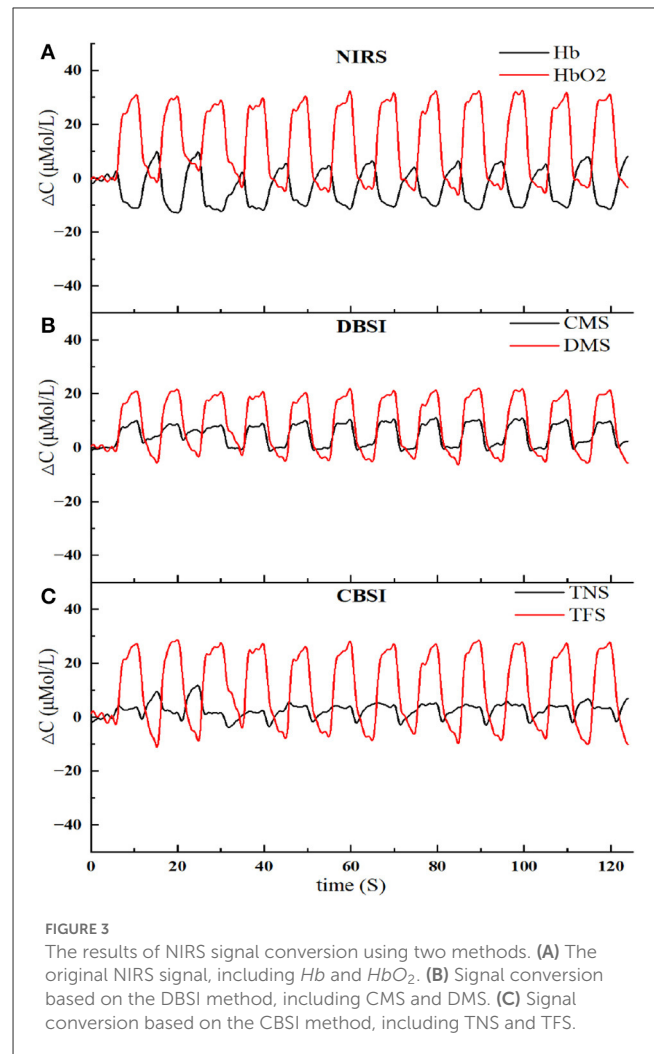 A
NIRS
Hb
HbO2
40
20
0
−20
−40
ΔC (μMol/L)
B
DBSI
CMS
DMS
40
20
0
−20
−40
ΔC (μMol/L)
C
CBSI
TNS
TFS
40
20
0
−20
−40
ΔC (μMol/L)
0 20 40 60 80 100 120
time (S)
FIGURE 3
The results of NIRS signal conversion using two methods. (A) The
original NIRS signal, including Hb and HbO₂. (B) Signal conversion
based on the DBSI method, including CMS and DMS. (C) Signal
conversion based on the CBSI method, including TNS and TFS.